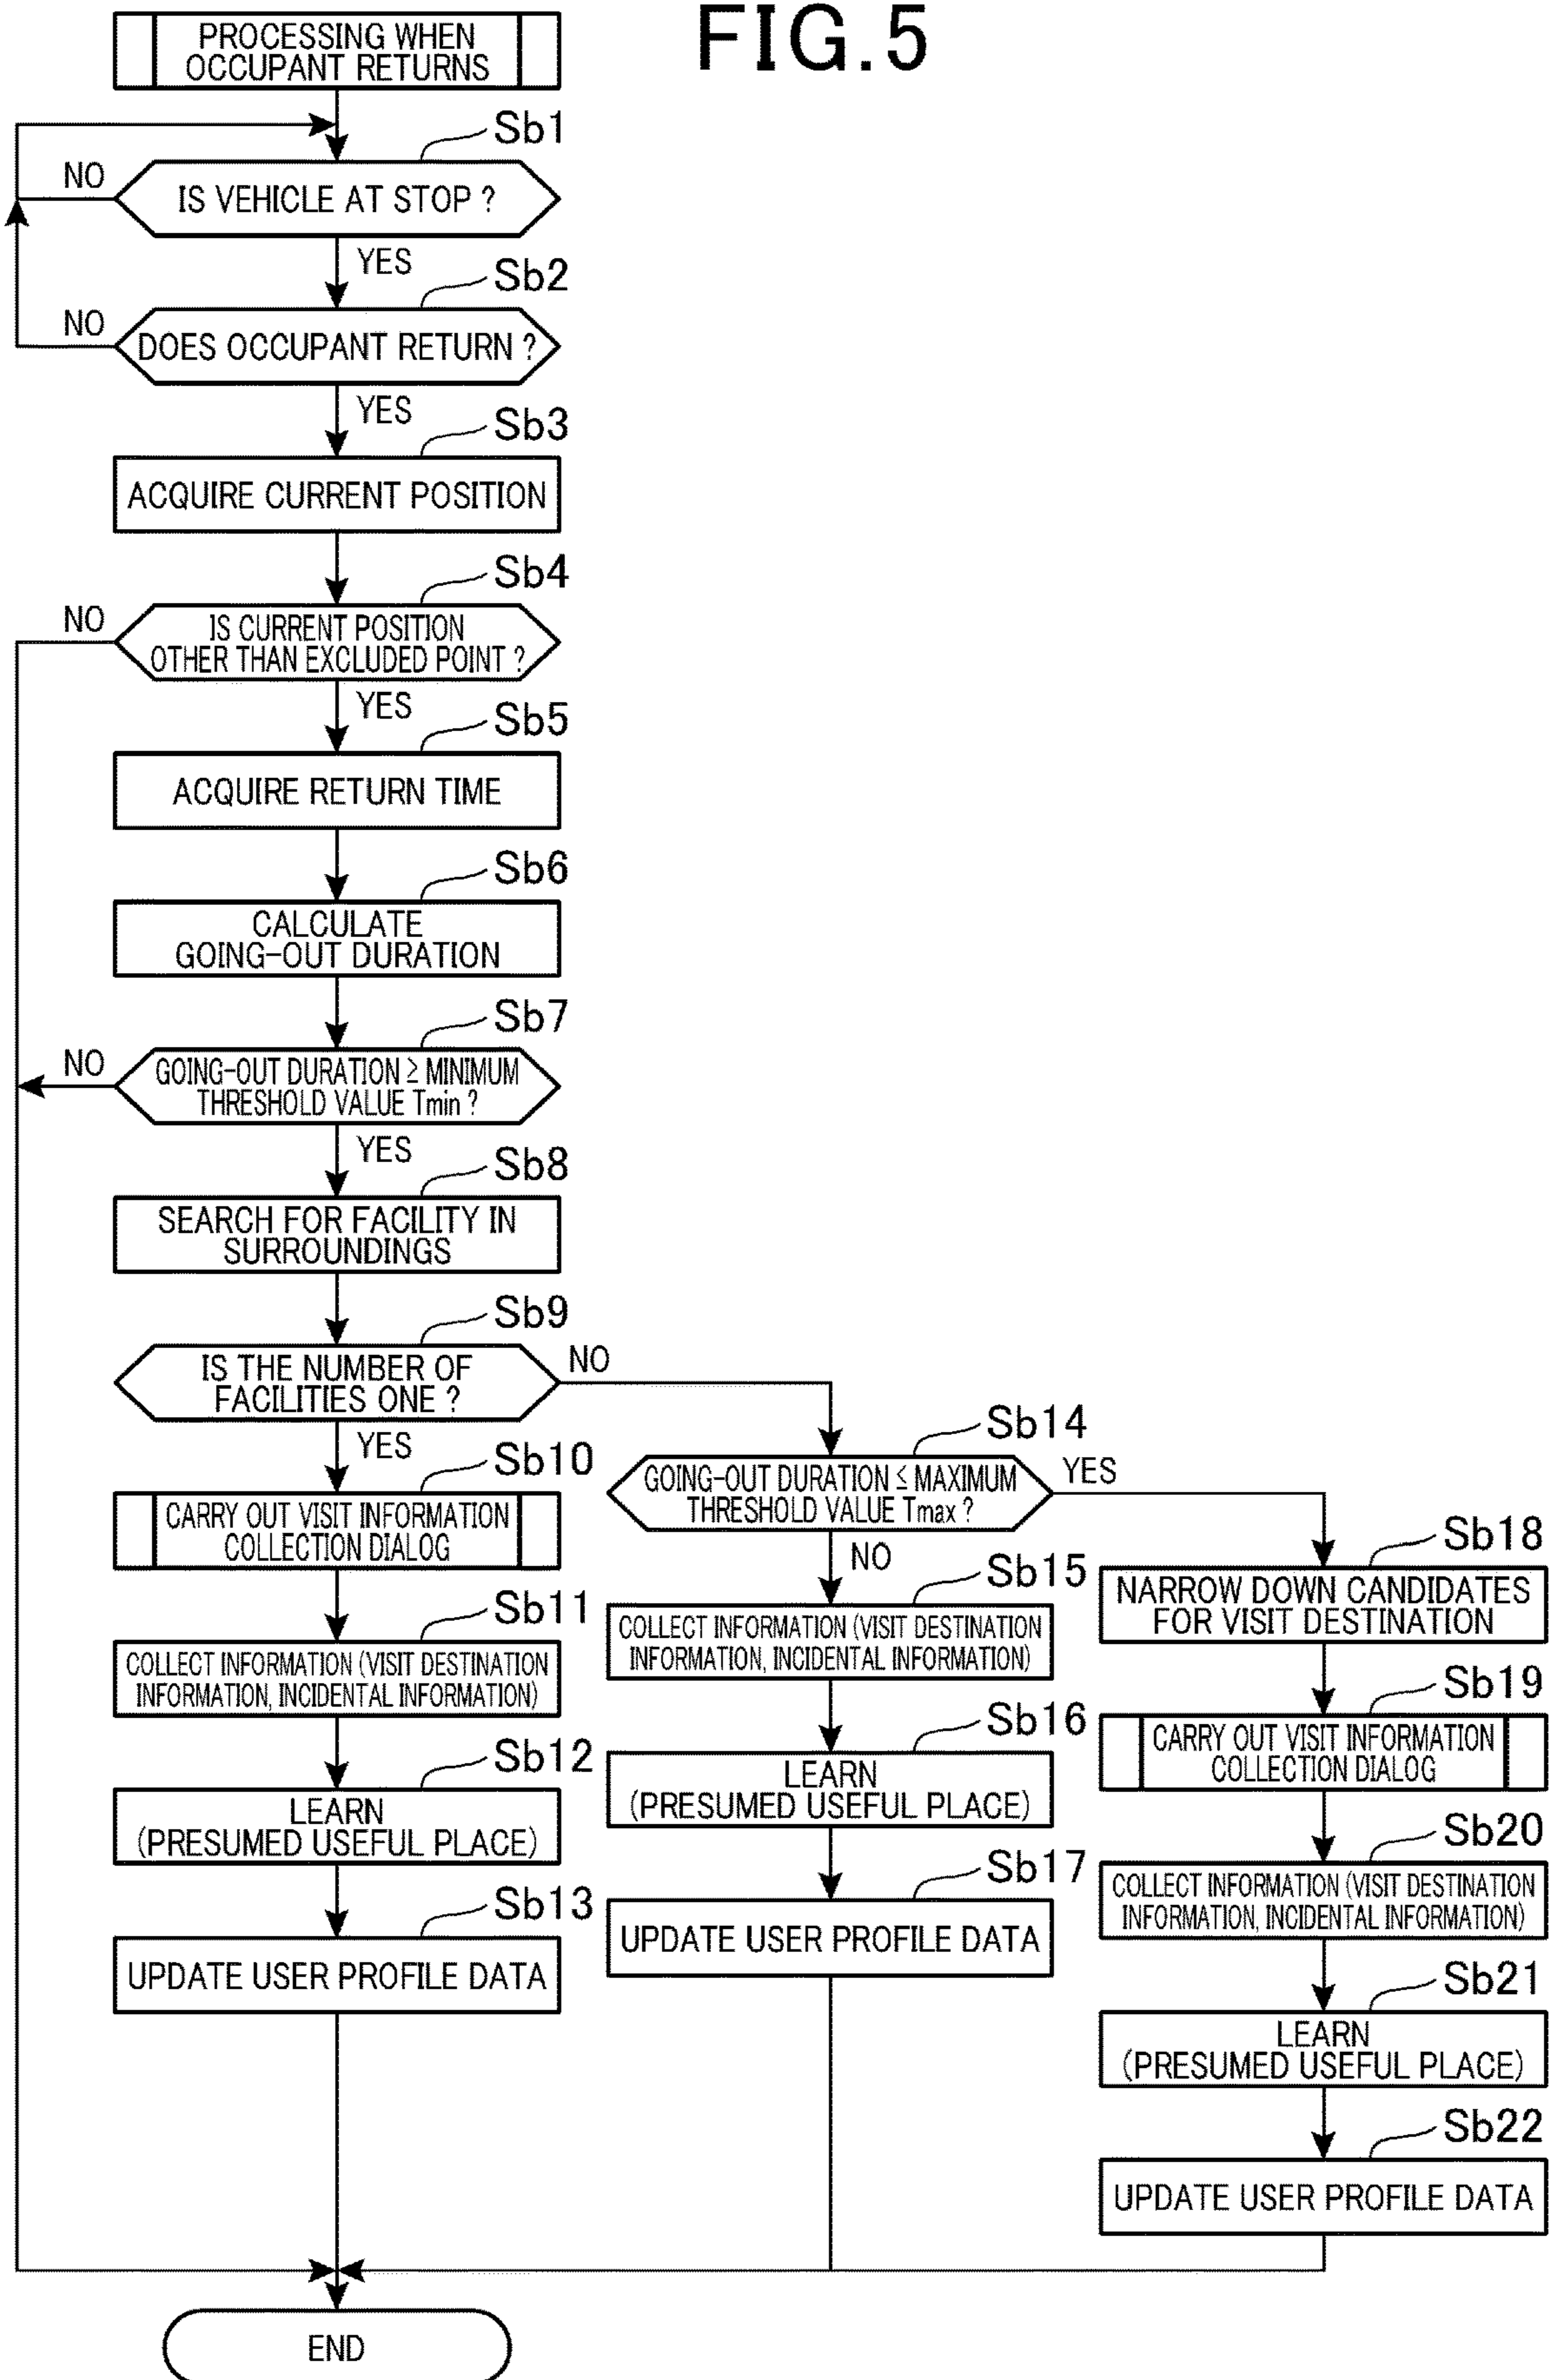 FIG.5
PROCESSING WHEN
OCCUPANT RETURNS
Sb1
NO
IS VEHICLE AT STOP ?
YES
Sb2
NO
DOES OCCUPANT RETURN ?
YES
Sb3
ACQUIRE CURRENT POSITION
Sb4
NO
IS CURRENT POSITION
OTHER THAN EXCLUDED POINT ?
YES
Sb5
ACQUIRE RETURN TIME
Sb6
CALCULATE
GOING-OUT DURATION
Sb7
NO
GOING-OUT DURATION ≥ MINIMUM
THRESHOLD VALUE Tmin ?
YES
Sb8
SEARCH FOR FACILITY IN
SURROUNDINGS
Sb9
IS THE NUMBER OF
FACILITIES ONE ?
NO
YES
Sb10
CARRY OUT VISIT INFORMATION
COLLECTION DIALOG
Sb11
COLLECT INFORMATION (VISIT DESTINATION
INFORMATION, INCIDENTAL INFORMATION)
Sb12
LEARN
(PRESUMED USEFUL PLACE)
Sb13
UPDATE USER PROFILE DATA
Sb14
GOING-OUT DURATION ≤ MAXIMUM
THRESHOLD VALUE Tmax ?
YES
NO
Sb15
COLLECT INFORMATION (VISIT DESTINATION
INFORMATION, INCIDENTAL INFORMATION)
Sb16
LEARN
(PRESUMED USEFUL PLACE)
Sb17
UPDATE USER PROFILE DATA
Sb18
NARROW DOWN CANDIDATES
FOR VISIT DESTINATION
Sb19
CARRY OUT VISIT INFORMATION
COLLECTION DIALOG
Sb20
COLLECT INFORMATION (VISIT DESTINATION
INFORMATION, INCIDENTAL INFORMATION)
Sb21
LEARN
(PRESUMED USEFUL PLACE)
Sb22
UPDATE USER PROFILE DATA
END